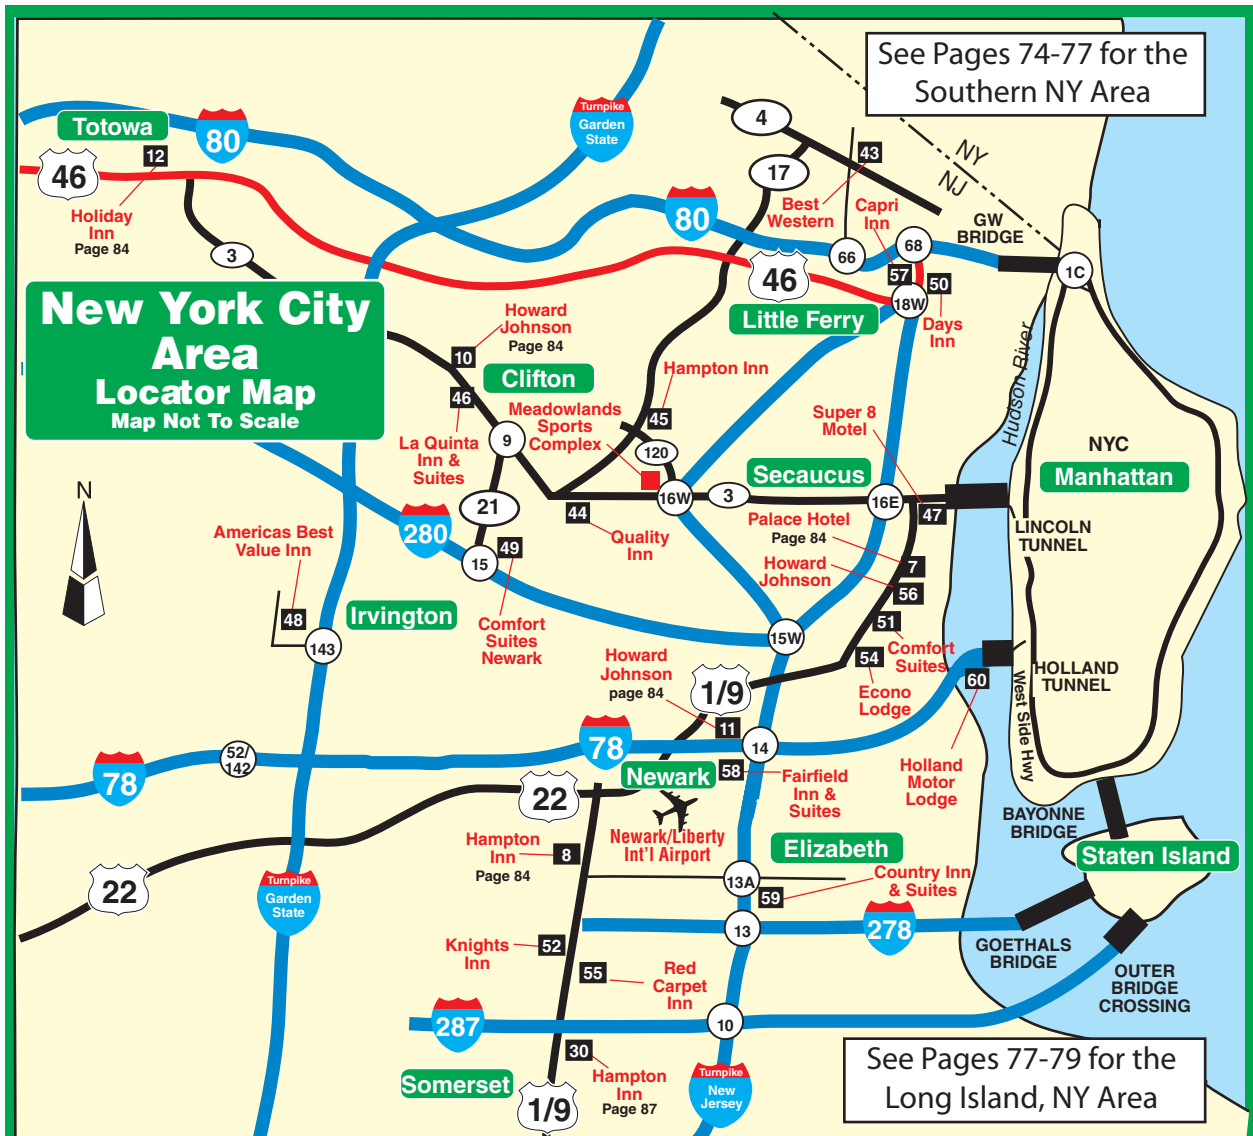 See Pages 74-77 for the
Southern NY Area
Turnpike
Garden
State
4
Totowa
80
12
46
17
43
NY
NJ
Holiday
Inn
Page 84
Best
Western
Capri
Inn
80
GW
BRIDGE
3
66
68
1C
46
57
50
18W
New York City
Area
Locator Map
Map Not To Scale
Howard
Johnson
Page 84
Little Ferry
Days
Inn
10
Clifton
Hampton Inn
Hudson River
46
Meadowlands
Sports
Complex
45
Super 8
Motel
La Quinta
Inn &
Suites
9
120
NYC
Manhattan
Secaucus
N
16W
3
16E
21
44
47
280
Quality
Inn
Palace Hotel
Page 84
LINCOLN
TUNNEL
Americas Best
Value Inn
49
15
Howard
Johnson
7
56
48
Irvington
Comfort
Suites
Newark
51
Comfort
Suites
143
15W
Howard
Johnson
page 84
54
Econo
Lodge
60
HOLLAND
TUNNEL
West Side Hwy
1/9
11
78
52/
142
78
14
Newark
58
Fairfield
Inn &
Suites
Holland
Motor
Lodge
22
Newark/Liberty
Int'l Airport
BAYONNE
BRIDGE
Hampton
Inn
Page 84
8
Elizabeth
Staten Island
22
Turnpike
Garden
State
13A
59
Country Inn
& Suites
13
278
Knights
Inn
52
55
Red
Carpet
Inn
GOETHALS
BRIDGE
OUTER
BRIDGE
CROSSING
287
10
30
Hampton
Inn
Page 87
Somerset
1/9
Turnpike
New
Jersey
See Pages 77-79 for the
Long Island, NY Area